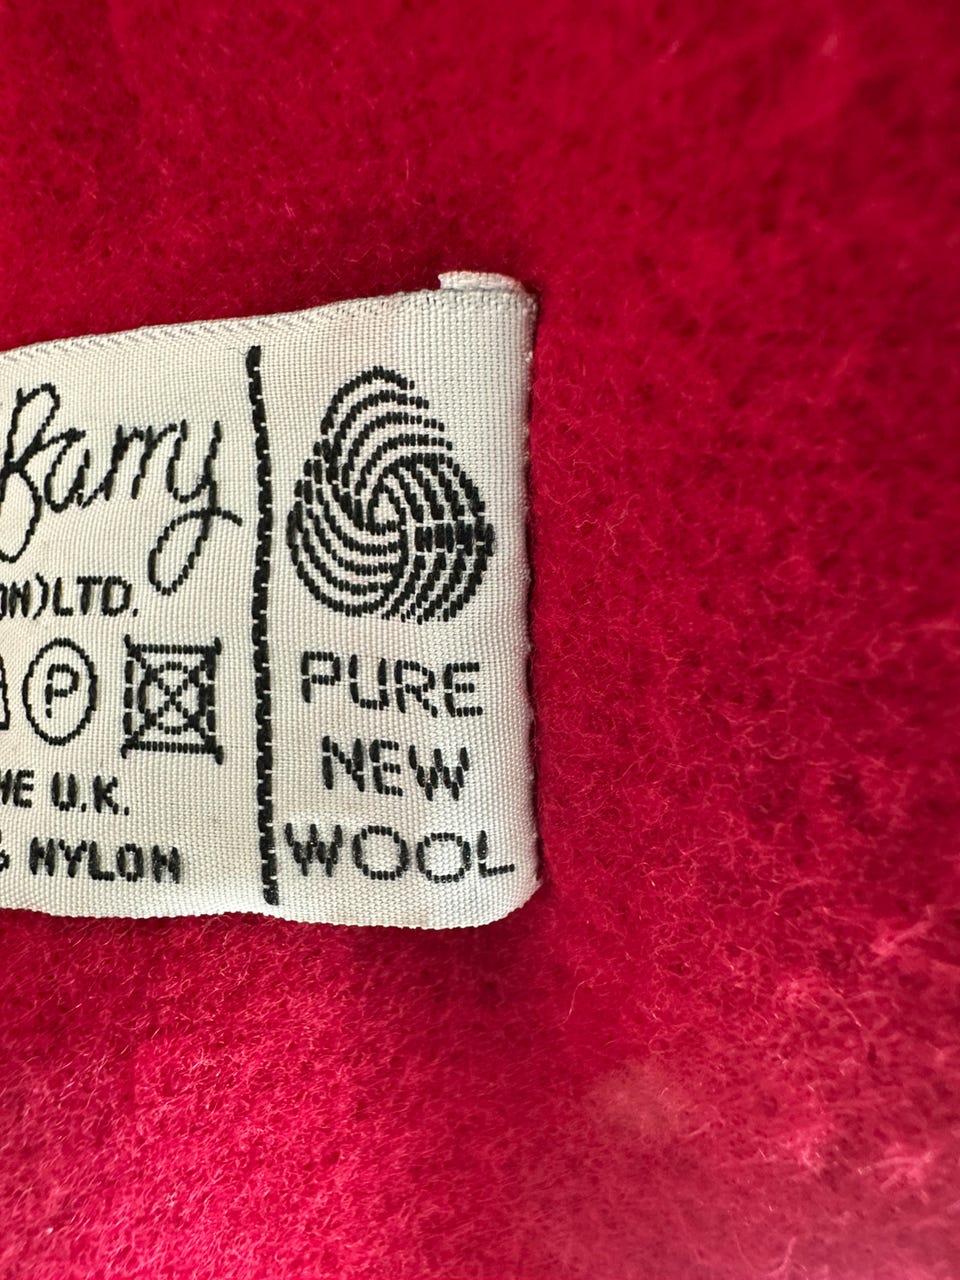 Barry
ON) LTD.
P
HE U.K.
% NYLON
PURE
NEW
WOOL